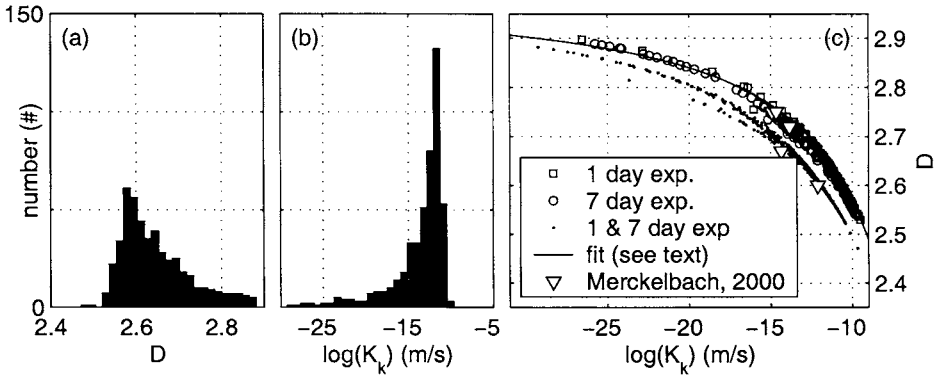 150
0
number (#)
(a)
2.4 2.6 2.8
D
(b)
−25 −15 −5
log(K_k) (m/s)
(c)
□ 1 day exp.
○ 7 day exp.
· 1 & 7 day exp
— fit (see text)
▽ Merckelbach, 2000
−25 −20 −15 −10
log(K_k) (m/s)
2.9
2.8
2.7
2.6
2.5
2.4
D